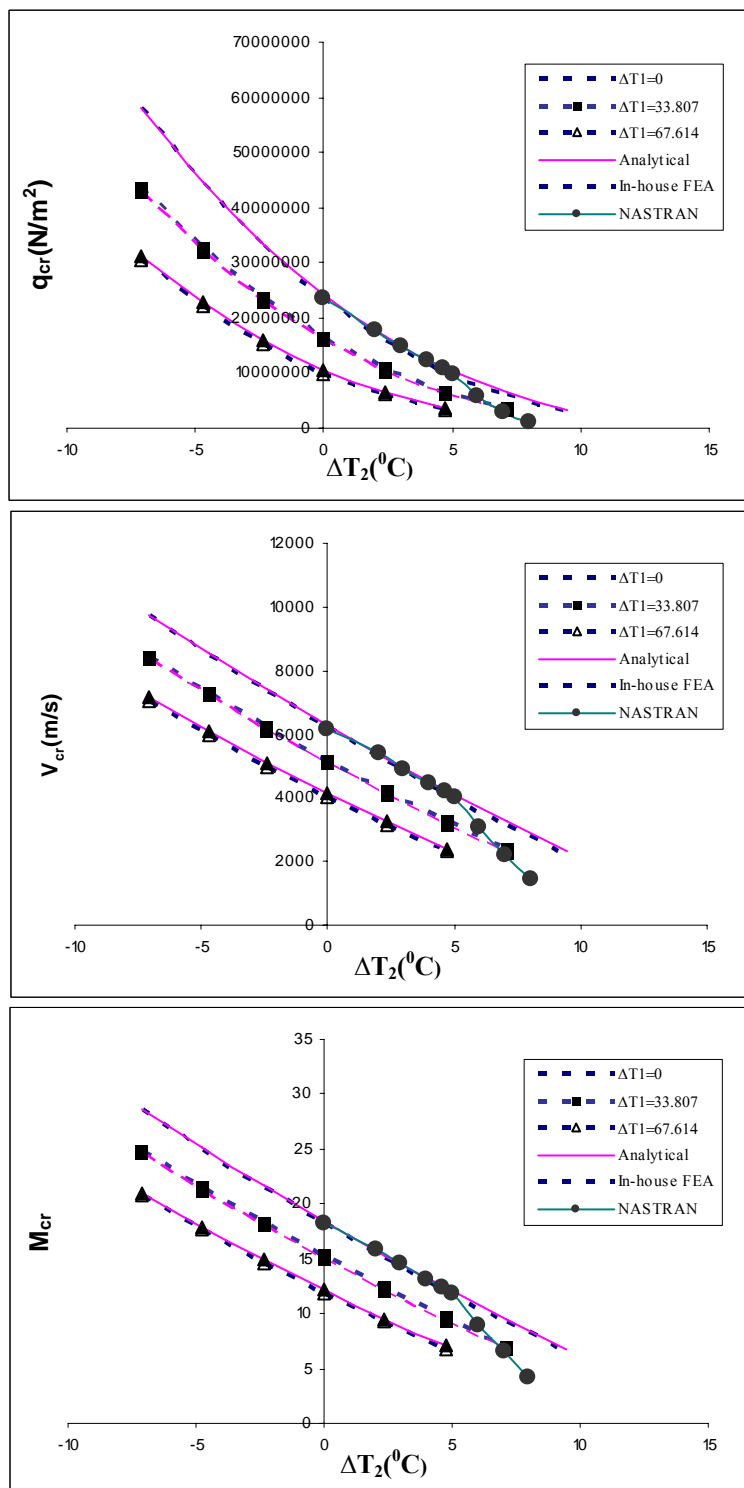 70000000
60000000
50000000
40000000
30000000
20000000
10000000
0
qcr(N/m²)
-10
-5
0
5
10
15
ΔT₂(⁰C)
ΔT1=0
ΔT1=33.807
ΔT1=67.614
Analytical
In-house FEA
NASTRAN
12000
10000
8000
6000
4000
2000
0
Vcr(m/s)
-10
-5
0
5
10
15
ΔT₂(⁰C)
ΔT1=0
ΔT1=33.807
ΔT1=67.614
Analytical
In-house FEA
NASTRAN
35
30
25
20
15
10
5
0
Mcr
-10
-5
0
5
10
15
ΔT₂(⁰C)
ΔT1=0
ΔT1=33.807
ΔT1=67.614
Analytical
In-house FEA
NASTRAN